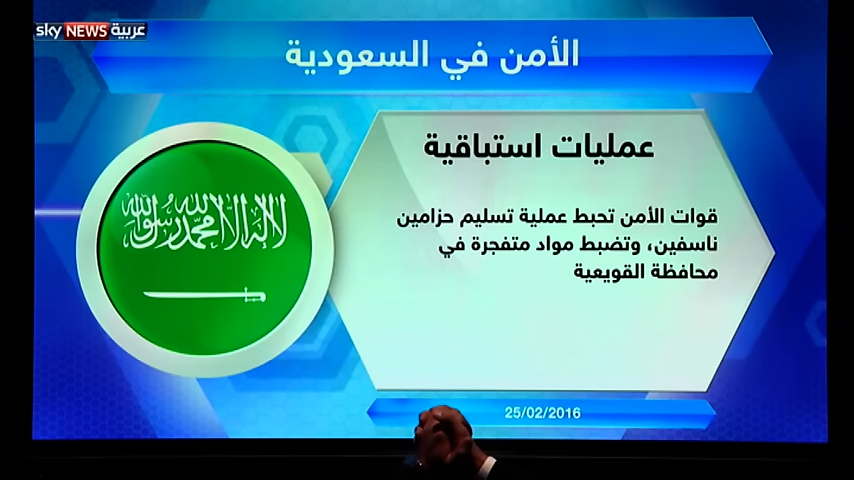 sky NEWS عربية
الأمن في السعودية
عمليات استباقية
قوات الأمن تحبط عملية تسليم حزامين
ناسفين، وتضبط مواد متفجرة في
محافظة القويعية
لا إله إلا الله محمد رسول الله
25/02/2016